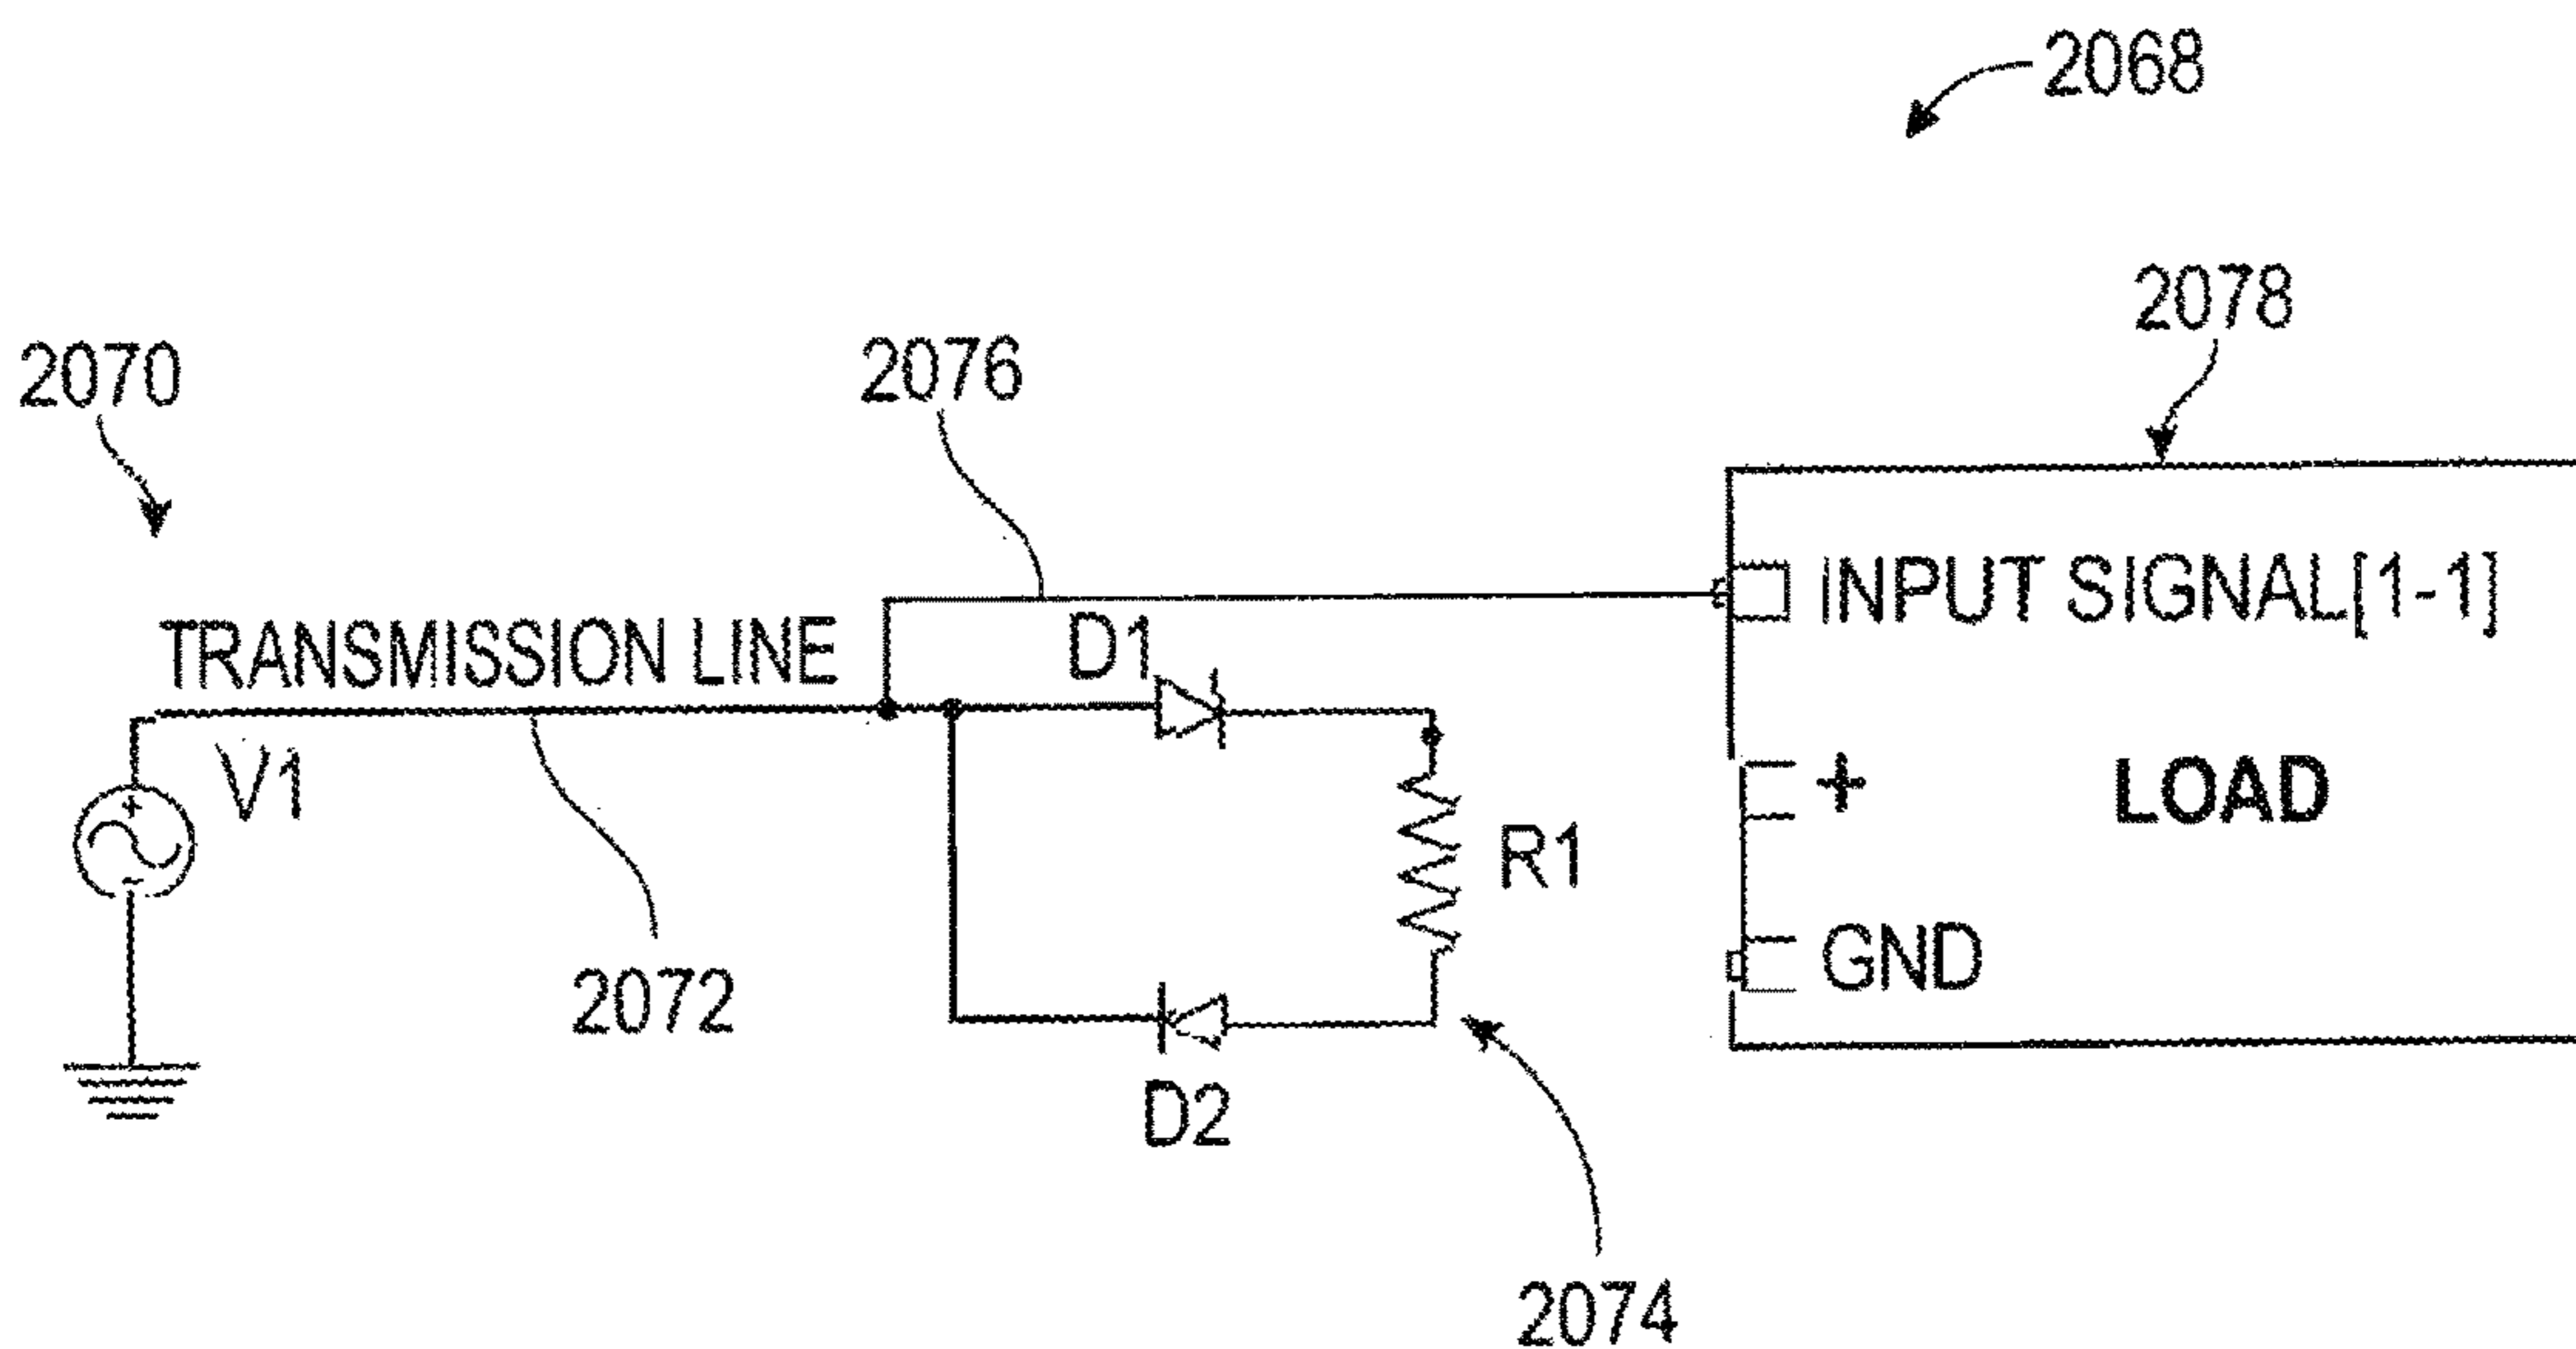 2068
2078
2070
2076
INPUT SIGNAL[1-1]
TRANSMISSION LINE
D1
V1
+
LOAD
R1
GND
2072
D2
2074